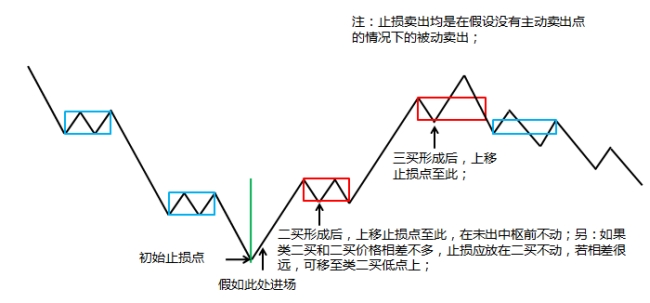 注：止损卖出均是在假设没有主动卖出点
的情况下的被动卖出；
三买形成后，上移
止损点至此；
二买形成后，上移止损点至此，在未出中枢前不动；另：如果
类二买和二买价格相差不多，止损应放在二买不动，若相差很
远，可移至类二买低点上；
初始止损点
假如此处进场